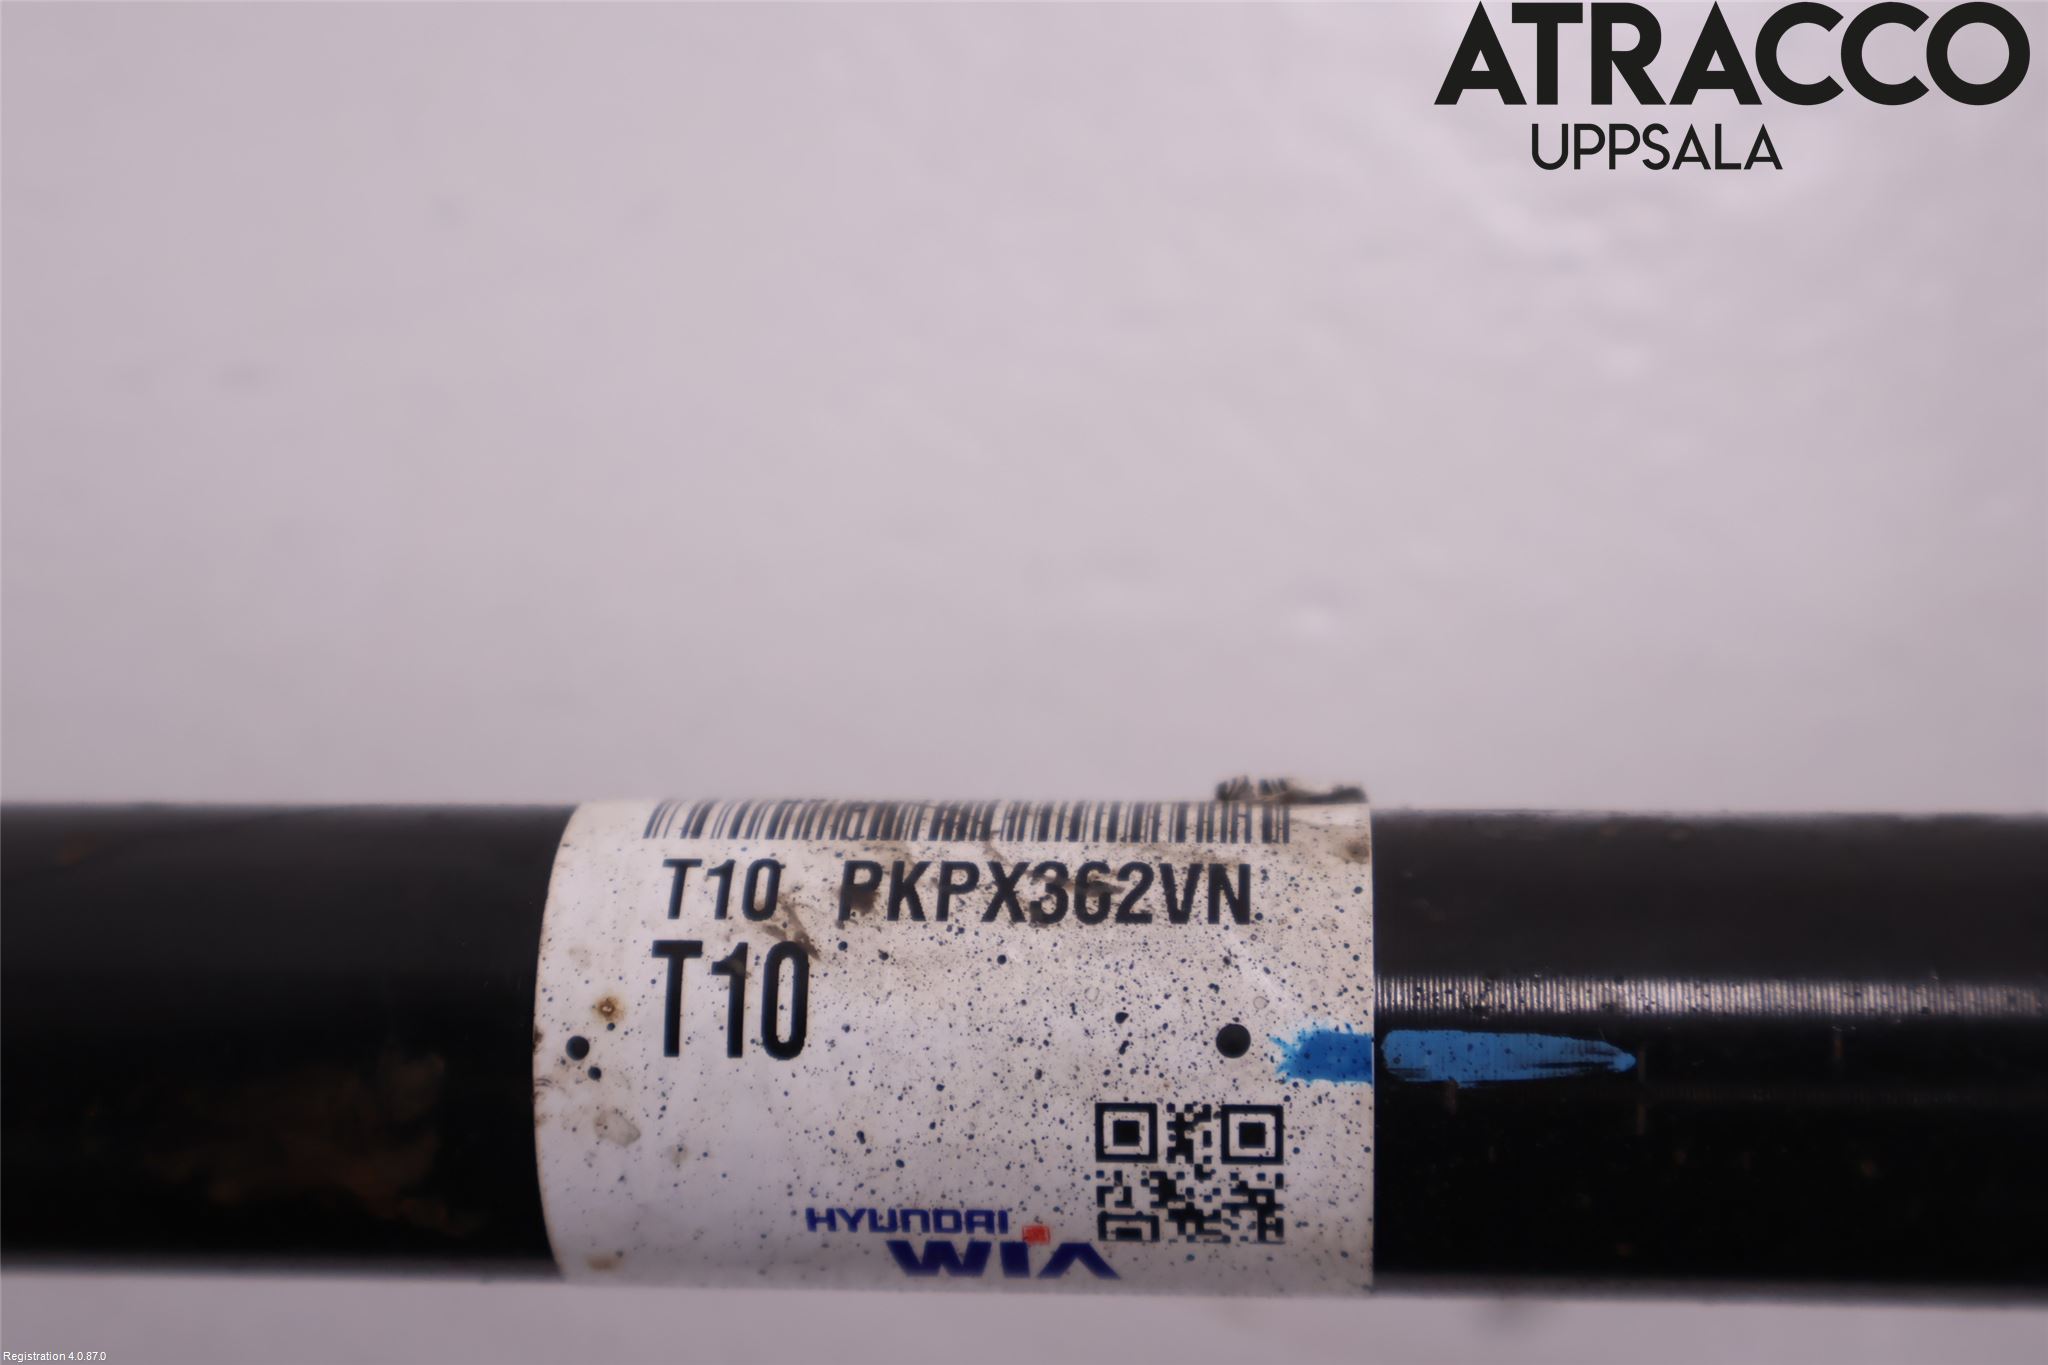 ATRACCO
UPPSALA
T10 PKPX362VN
T10
HYUNDAI
WIA
Registration 4.0.87.0